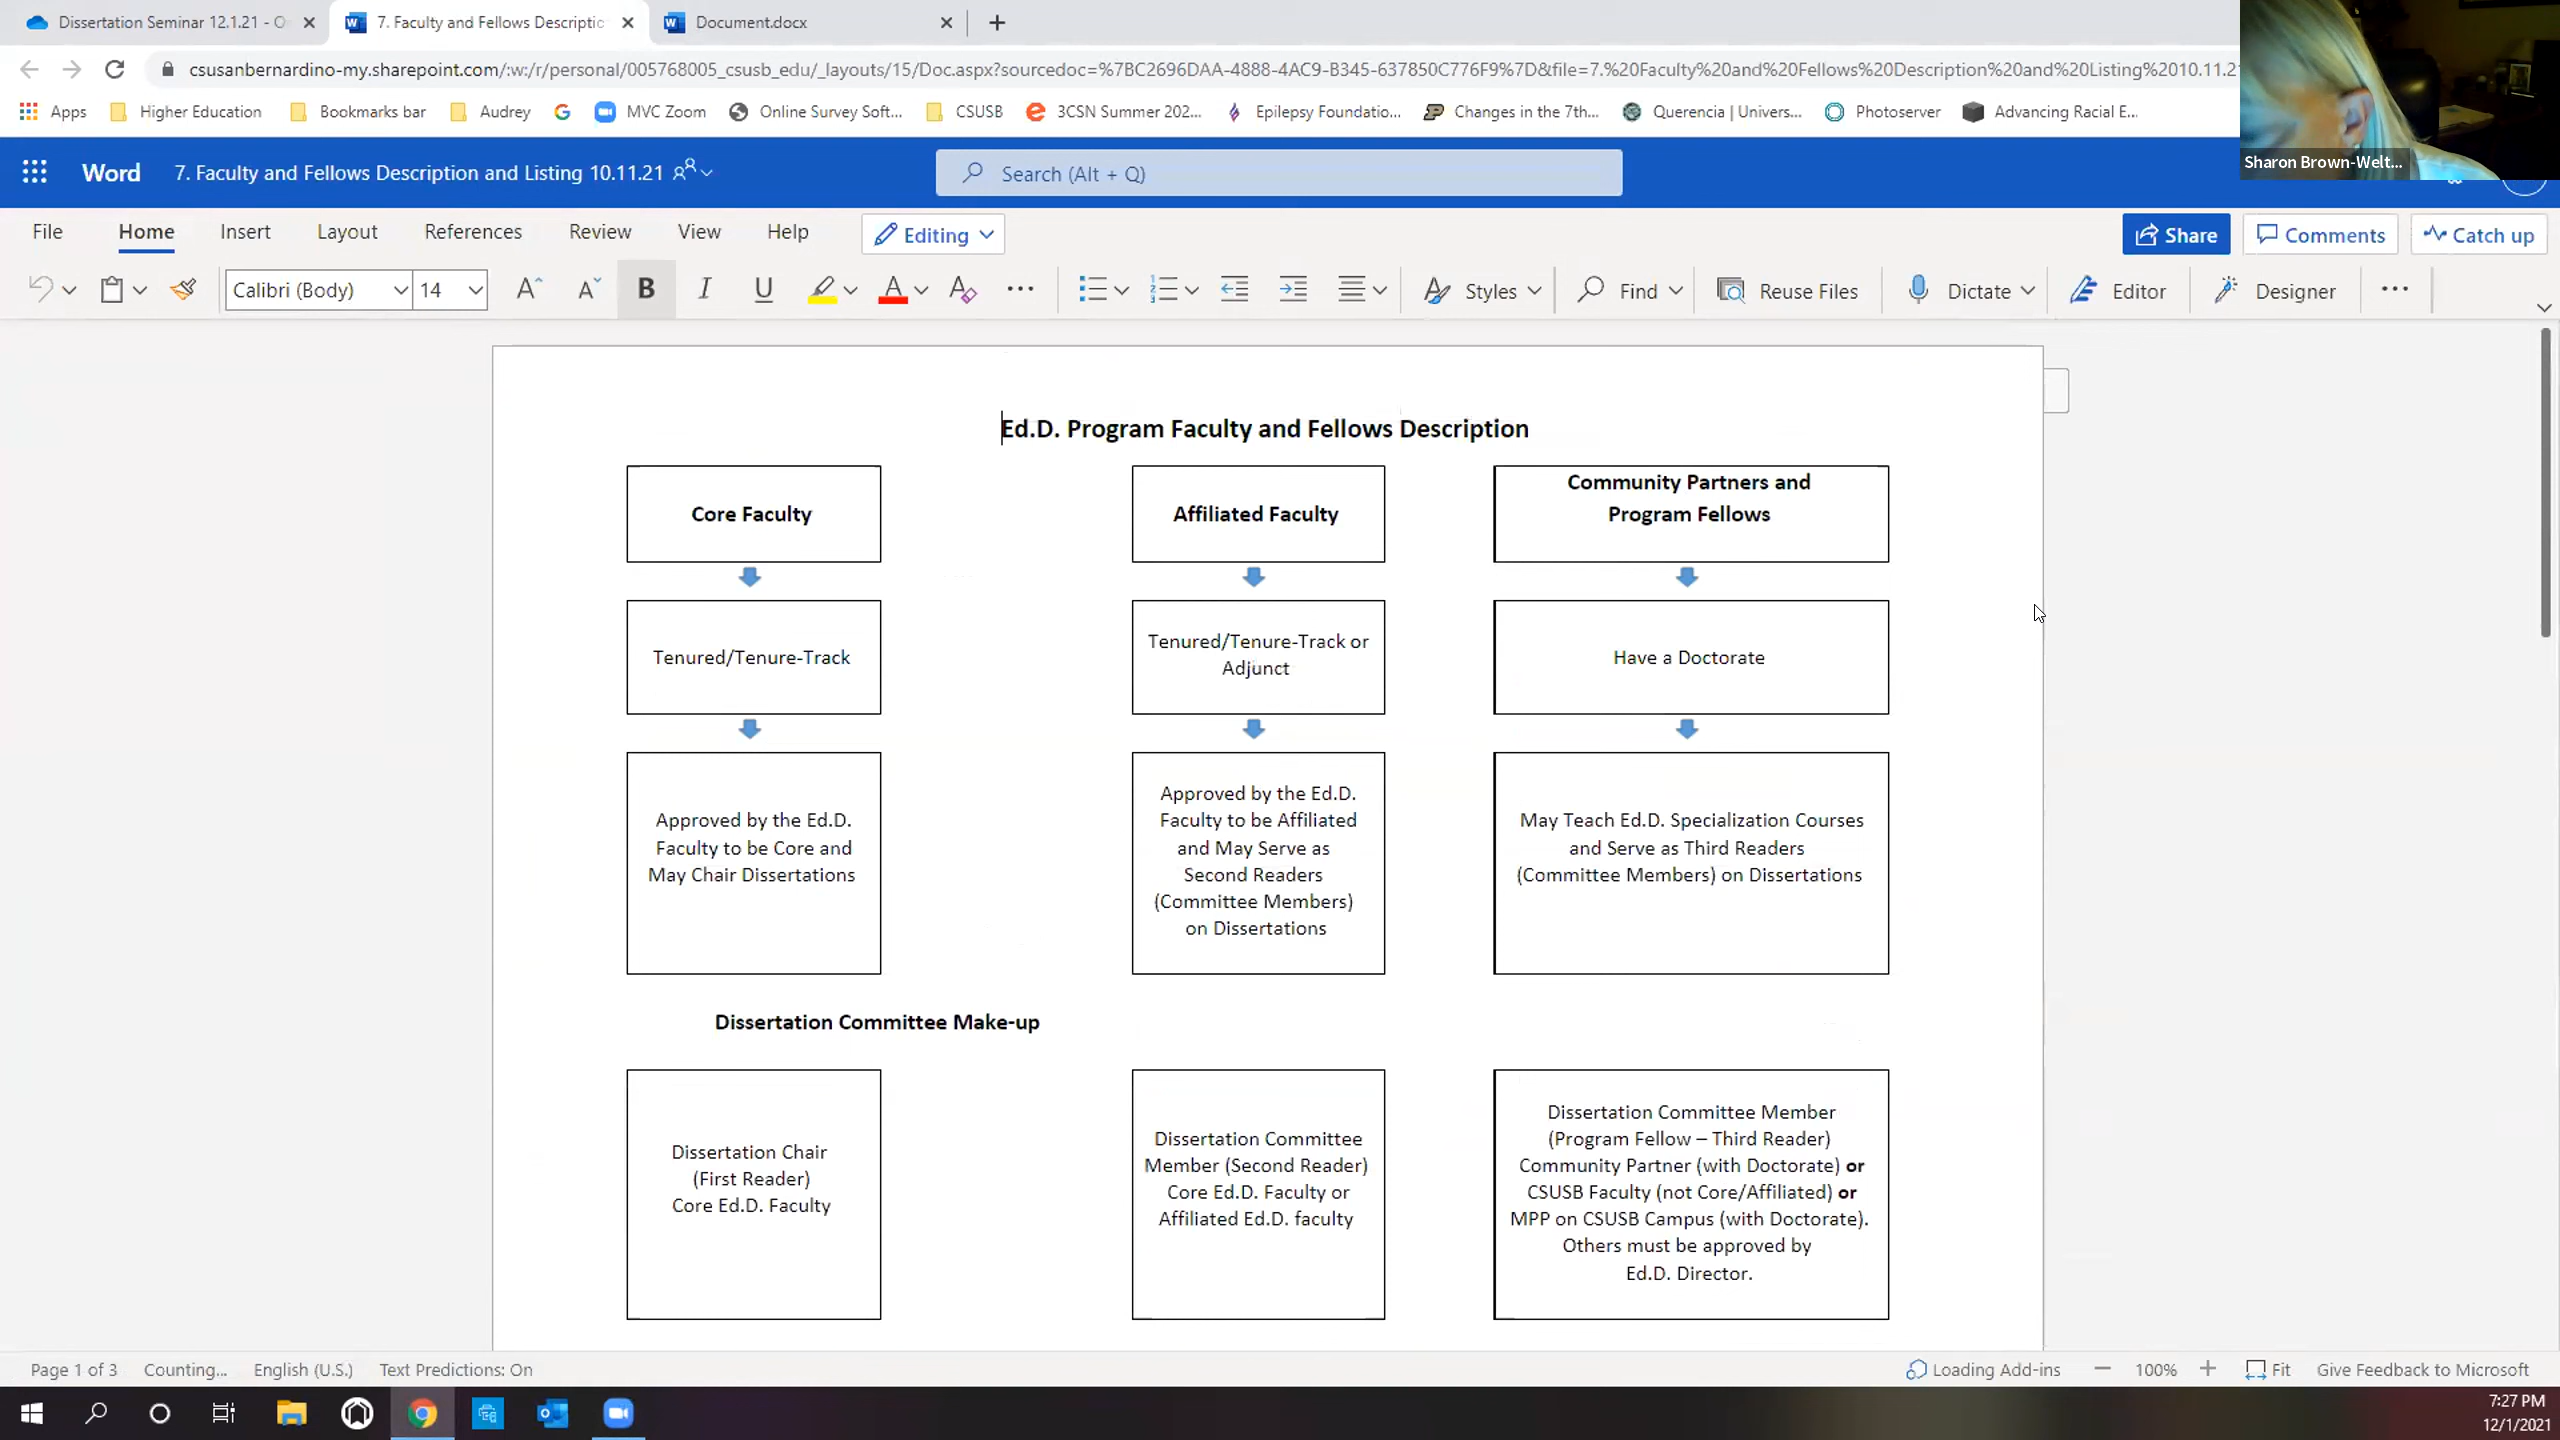 Dissertation Seminar 12.1.21 - O
7. Faculty and Fellows Descriptio
Document.docx
csusanbernardino-my.sharepoint.com/:w:/r/personal/005768005_csusb_edu/_layouts/15/Doc.aspx?sourcedoc=%7BC2696DAA-4888-4AC9-B345-637850C776F9%7D&file=7.%20Faculty%20and%20Fellows%20Description%20and%20Listing%2010.11.21
Apps
Higher Education
Bookmarks bar
Audrey
MVC Zoom
Online Survey Soft...
CSUSB
3CSN Summer 202...
Epilepsy Foundatio...
Changes in the 7th...
Querencia | Univers...
Photoserver
Advancing Racial E...
Sharon Brown-Welt...
Word
7. Faculty and Fellows Description and Listing 10.11.21
Search (Alt + Q)
File
Home
Insert
Layout
References
Review
View
Help
Editing
Share
Comments
Catch up
Calibri (Body)
14
Styles
Find
Reuse Files
Dictate
Editor
Designer
Ed.D. Program Faculty and Fellows Description
Core Faculty
Affiliated Faculty
Community Partners and
Program Fellows
Tenured/Tenure-Track
Tenured/Tenure-Track or
Adjunct
Have a Doctorate
Approved by the Ed.D.
Faculty to be Core and
May Chair Dissertations
Approved by the Ed.D.
Faculty to be Affiliated
and May Serve as
Second Readers
(Committee Members)
on Dissertations
May Teach Ed.D. Specialization Courses
and Serve as Third Readers
(Committee Members) on Dissertations
Dissertation Committee Make-up
Dissertation Chair
(First Reader)
Core Ed.D. Faculty
Dissertation Committee
Member (Second Reader)
Core Ed.D. Faculty or
Affiliated Ed.D. faculty
Dissertation Committee Member
(Program Fellow – Third Reader)
Community Partner (with Doctorate) or
CSUSB Faculty (not Core/Affiliated) or
MPP on CSUSB Campus (with Doctorate).
Others must be approved by
Ed.D. Director.
Page 1 of 3
Counting...
English (U.S.)
Text Predictions: On
Loading Add-ins
100%
Fit
Give Feedback to Microsoft
7:27 PM
12/1/2021